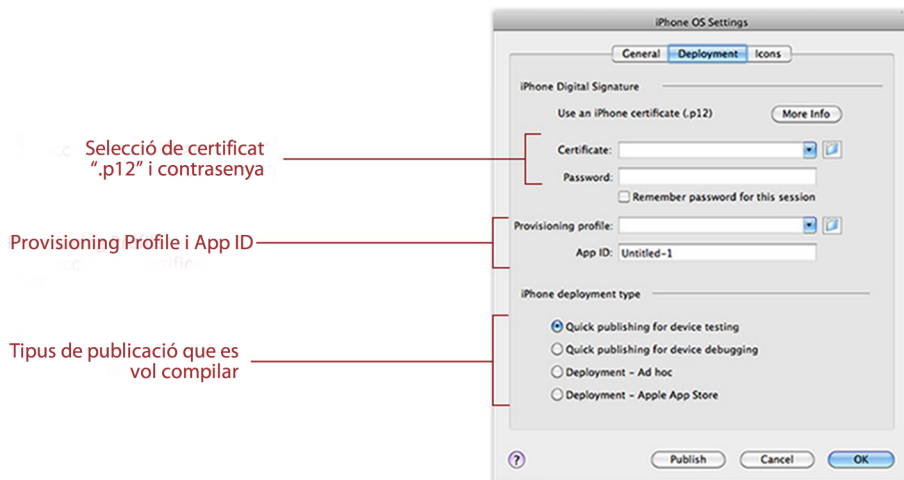 iPhone OS Settings
General Deployment Icons
iPhone Digital Signature
Use an iPhone certificate (.p12) More Info
Selecció de certificat
“.p12” i contrasenya
Certificate:
Password:
Remember password for this session
Provisioning Profile i App ID
Provisioning profile:
App ID: Untitled-1
iPhone deployment type
Tipus de publicació que es
vol compilar
Quick publishing for device testing
Quick publishing for device debugging
Deployment - Ad hoc
Deployment - Apple App Store
? Publish Cancel OK